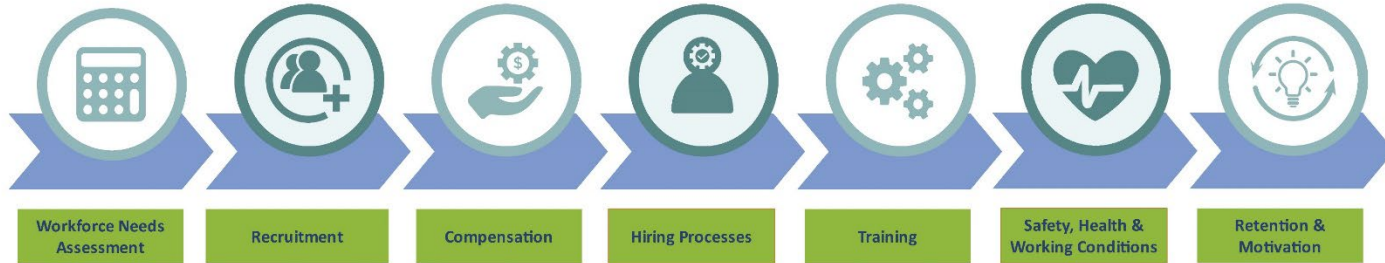 $
Workforce Needs
Assessment
Recruitment
Compensation
Hiring Processes
Training
Safety, Health &
Working Conditions
Retention &
Motivation